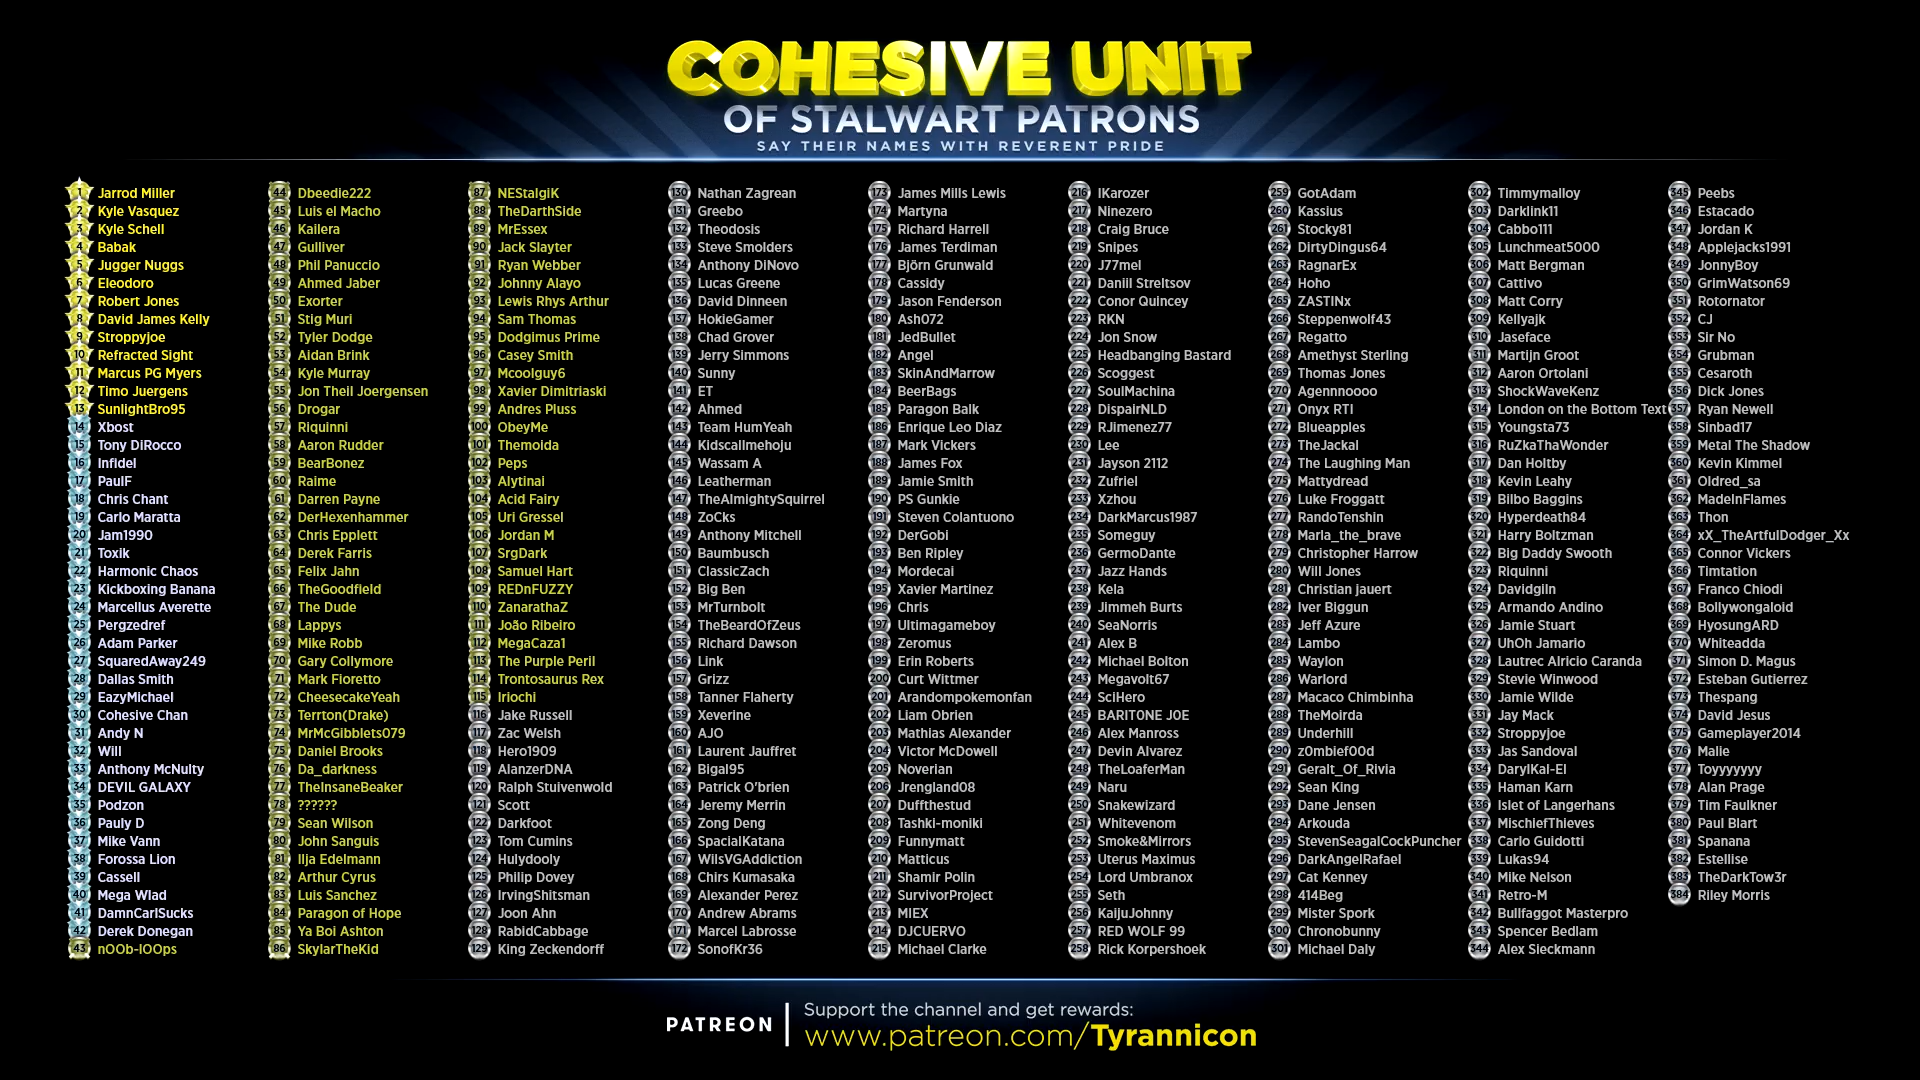 COHESIVE UNIT
OF STALWART PATRONS
SAY THEIR NAMES WITH REVERENT PRIDE
1 Jarrod Miller
2 Kyle Vasquez
3 Kyle Schell
4 Babak
5 Jugger Nuggs
6 Eleodoro
7 Robert Jones
8 David James Kelly
9 Stroppyjoe
10 Refracted Sight
11 Marcus PG Myers
12 Timo Juergens
13 SunlightBro95
14 Xbost
15 Tony DiRocco
16 Infidel
17 PaulF
18 Chris Chant
19 Carlo Maratta
20 Jam1990
21 Toxik
22 Harmonic Chaos
23 Kickboxing Banana
24 Marcellus Averette
25 Pergzedref
26 Adam Parker
27 SquaredAway249
28 Dallas Smith
29 EazyMichael
30 Cohesive Chan
31 Andy N
32 Will
33 Anthony McNulty
34 DEVIL GALAXY
35 Podzon
36 Pauly D
37 Mike Vann
38 Forossa Lion
39 Cassell
40 Mega Wlad
41 DamnCarlSucks
42 Derek Donegan
43 nOOb-lOOps
44 Dbeedie222
45 Luis el Macho
46 Kailera
47 Gulliver
48 Phil Panuccio
49 Ahmed Jaber
50 Exorter
51 Stig Muri
52 Tyler Dodge
53 Aidan Brink
54 Kyle Murray
55 Jon Theil Joergensen
56 Drogar
57 Riquinni
58 Aaron Rudder
59 BearBonez
60 Raime
61 Darren Payne
62 DerHexenhammer
63 Chris Epplett
64 Derek Farris
65 Felix Jahn
66 TheGoodfield
67 The Dude
68 Lappys
69 Mike Robb
70 Gary Collymore
71 Mark Fioretto
72 CheesecakeYeah
73 Terrton(Drake)
74 MrMcGibblets079
75 Daniel Brooks
76 Da_darkness
77 TheInsaneBeaker
78 ??????
79 Sean Wilson
80 John Sanguis
81 Ilja Edelmann
82 Arthur Cyrus
83 Luis Sanchez
84 Paragon of Hope
85 Ya Boi Ashton
86 SkylarTheKid
87 NEStalgiK
88 TheDarthSide
89 MrEssex
90 Jack Slayter
91 Ryan Webber
92 Johnny Alayo
93 Lewis Rhys Arthur
94 Sam Thomas
95 Dodgimus Prime
96 Casey Smith
97 Mcoolguy6
98 Xavier Dimitriaski
99 Andres Pluss
100 ObeyMe
101 Themoida
102 Peps
103 Alytinai
104 Acid Fairy
105 Uri Gressel
106 Jordan M
107 SrgDark
108 Samuel Hart
109 REDnFUZZY
110 ZanarathaZ
111 João Ribeiro
112 MegaCaza1
113 The Purple Peril
114 Trontosaurus Rex
115 Iriochi
116 Jake Russell
117 Zac Welsh
118 Hero1909
119 AlanzerDNA
120 Ralph Stuivenwold
121 Scott
122 Darkfoot
123 Tom Cumins
124 Hulydooly
125 Philip Dovey
126 IrvingShitsman
127 Joon Ahn
128 RabidCabbage
129 King Zeckendorff
130 Nathan Zagrean
131 Greebo
132 Theodosis
133 Steve Smolders
134 Anthony DiNovo
135 Lucas Greene
136 David Dinneen
137 HokieGamer
138 Chad Grover
139 Jerry Simmons
140 Sunny
141 ET
142 Ahmed
143 Team HumYeah
144 Kidscallmehoju
145 Wassam A
146 Leatherman
147 TheAlmightySquirrel
148 ZoCks
149 Anthony Mitchell
150 Baumbusch
151 ClassicZach
152 Big Ben
153 MrTurnbolt
154 TheBeardOfZeus
155 Richard Dawson
156 Link
157 Grizz
158 Tanner Flaherty
159 Xeverine
160 AJO
161 Laurent Jauffret
162 Bigal95
163 Patrick O'brien
164 Jeremy Merrin
165 Zong Deng
166 SpacialKatana
167 WilsVGAddiction
168 Chirs Kumasaka
169 Alexander Perez
170 Andrew Abrams
171 Marcel Labrosse
172 SonofKr36
173 James Mills Lewis
174 Martyna
175 Richard Harrell
176 James Terdiman
177 Björn Grunwald
178 Cassidy
179 Jason Fenderson
180 Ash072
181 JedBullet
182 Angel
183 SkinAndMarrow
184 BeerBags
185 Paragon Balk
186 Enrique Leo Diaz
187 Mark Vickers
188 James Fox
189 Jamie Smith
190 PS Gunkie
191 Steven Colantuono
192 DerGobi
193 Ben Ripley
194 Mordecai
195 Xavier Martinez
196 Chris
197 Ultimagameboy
198 Zeromus
199 Erin Roberts
200 Curt Wittmer
201 Arandompokemonfan
202 Liam Obrien
203 Mathias Alexander
204 Victor McDowell
205 Noverian
206 Jrengland08
207 Duffthestud
208 Tashki-moniki
209 Funnymatt
210 Matticus
211 Shamir Polin
212 SurvivorProject
213 MIEX
214 DJCUERVO
215 Michael Clarke
216 IKarozer
217 Ninezero
218 Craig Bruce
219 Snipes
220 J77mel
221 Daniil Streltsov
222 Conor Quincey
223 RKN
224 Jon Snow
225 Headbanging Bastard
226 Scoggest
227 SoulMachina
228 DispairNLD
229 RJimenez77
230 Lee
231 Jayson 2112
232 Zufriel
233 Xzhou
234 DarkMarcus1987
235 Someguy
236 GermoDante
237 Jazz Hands
238 Kela
239 Jimmeh Burts
240 SeaNorris
241 Alex B
242 Michael Bolton
243 Megavolt67
244 SciHero
245 BARITONE JOE
246 Alex Manross
247 Devin Alvarez
248 TheLoaferMan
249 Naru
250 Snakewizard
251 Whitevenom
252 Smoke&Mirrors
253 Uterus Maximus
254 Lord Umbranox
255 Seth
256 KaijuJohnny
257 RED WOLF 99
258 Rick Korpershoek
259 GotAdam
260 Kassius
261 Stocky81
262 DirtyDingus64
263 RagnarEx
264 Hoho
265 ZASTINx
266 Steppenwolf43
267 Regatto
268 Amethyst Sterling
269 Thomas Jones
270 Agennnoooo
271 Onyx RTI
272 Blueapples
273 TheJackal
274 The Laughing Man
275 Mattydread
276 Luke Froggatt
277 RandoTenshin
278 Marla_the_brave
279 Christopher Harrow
280 Will Jones
281 Christian jauert
282 Iver Biggun
283 Jeff Azure
284 Lambo
285 Waylon
286 Warlord
287 Macaco Chimbinha
288 TheMoirda
289 Underhill
290 z0mbief00d
291 Geralt_Of_Rivia
292 Sean King
293 Dane Jensen
294 Arkouda
295 StevenSeagalCockPuncher
296 DarkAngelRafael
297 Cat Kenney
298 414Beg
299 Mister Spork
300 Chronobunny
301 Michael Daly
302 Timmymalloy
303 Darklink11
304 Cabbo111
305 Lunchmeat5000
306 Matt Bergman
307 Cattivo
308 Matt Corry
309 Kellyajk
310 Jaseface
311 Martijn Groot
312 Aaron Ortolani
313 ShockWaveKenz
314 London on the Bottom Text
315 Youngsta73
316 RuZkaThaWonder
317 Dan Holtby
318 Kevin Leahy
319 Bilbo Baggins
320 Hyperdeath84
321 Harry Boltzman
322 Big Daddy Swooth
323 Riquinni
324 Davidgiln
325 Armando Andino
326 Jamie Stuart
327 UhOh Jamario
328 Lautrec Alricio Caranda
329 Stevie Winwood
330 Jamie Wilde
331 Jay Mack
332 Stroppyjoe
333 Jas Sandoval
334 DarylKal-El
335 Haman Karn
336 Islet of Langerhans
337 MischiefThieves
338 Carlo Guidotti
339 Lukas94
340 Mike Nelson
341 Retro-M
342 Bullfaggot Masterpro
343 Spencer Bedlam
344 Alex Sieckmann
345 Peebs
346 Estacado
347 Jordan K
348 Applejacks1991
349 JonnyBoy
350 GrimWatson69
351 Rotornator
352 CJ
353 Sir No
354 Grubman
355 Cesaroth
356 Dick Jones
357 Ryan Newell
358 Sinbad17
359 Metal The Shadow
360 Kevin Kimmel
361 Oldred_sa
362 MadeInFlames
363 Thon
364 xX_TheArtfulDodger_Xx
365 Connor Vickers
366 Timtation
367 Franco Chiodi
368 Bollywongaloid
369 HyosungARD
370 Whiteadda
371 Simon D. Magus
372 Esteban Gutierrez
373 Thespang
374 David Jesus
375 Gameplayer2014
376 Malie
377 Toyyyyyyy
378 Alan Prage
379 Tim Faulkner
380 Paul Blart
381 Spanana
382 Estellise
383 TheDarkTow3r
384 Riley Morris
PATREON
Support the channel and get rewards:
www.patreon.com/Tyrannicon